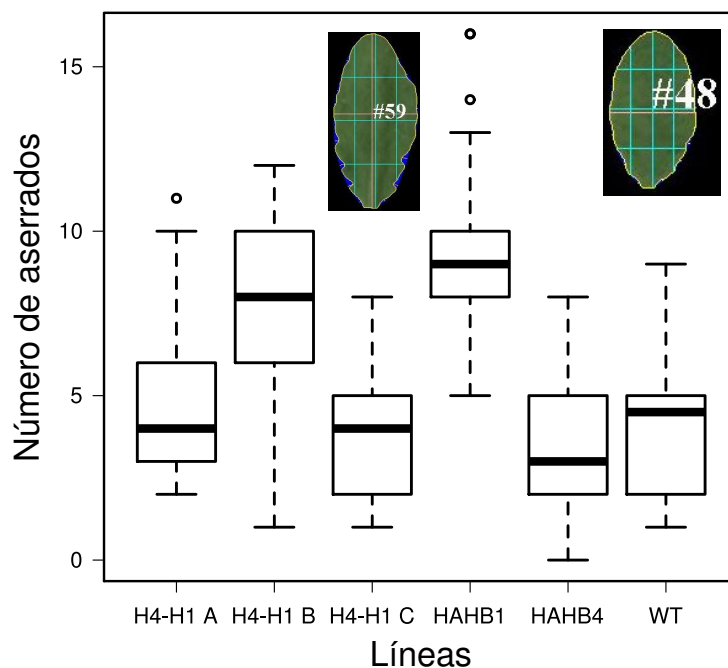 Número de aserrados
15
10
5
0
#59
#48
H4-H1 A
H4-H1 B
H4-H1 C
HAHB1
HAHB4
WT
Líneas